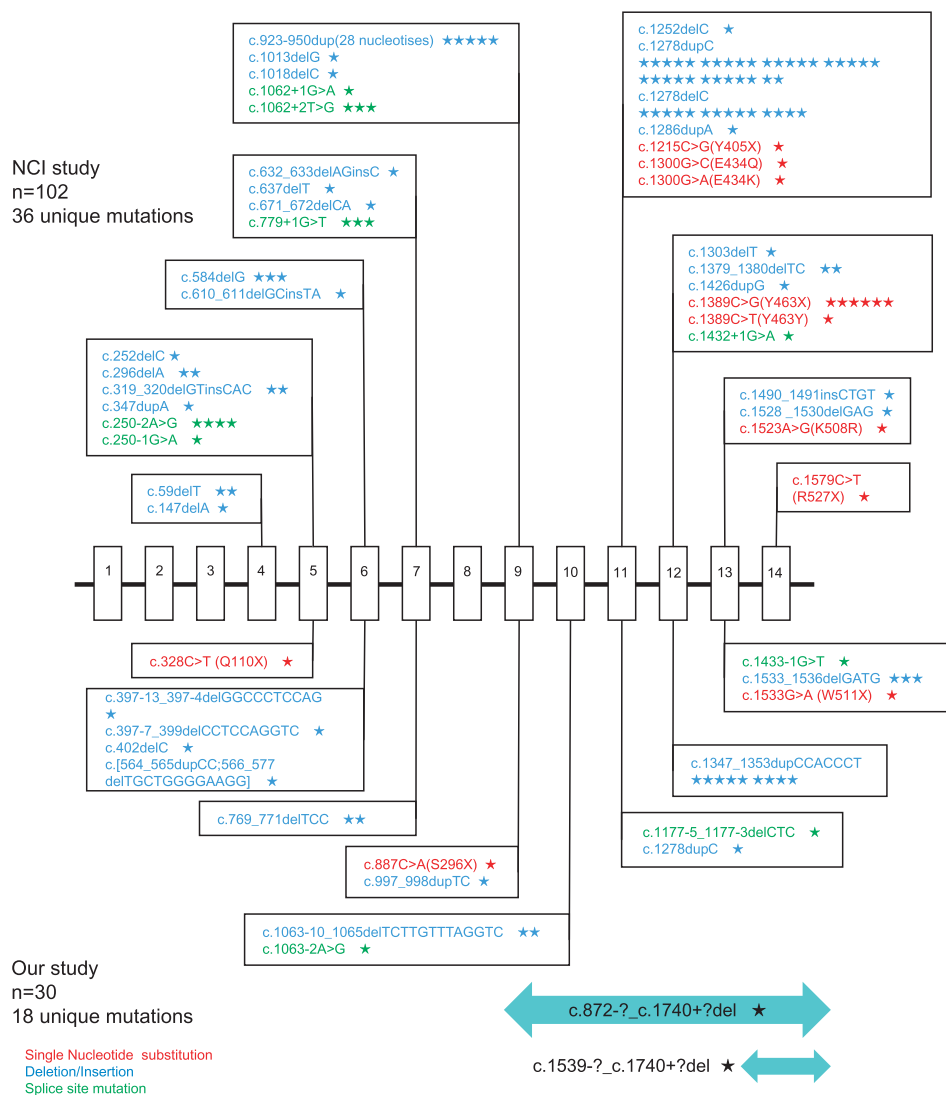 c.923-950dup(28 nucleotises) ★★★★★
c.1013delG ★
c.1018delC ★
c.1062+1G>A ★
c.1062+2T>G ★★★
c.1252delC ★
c.1278dupC
★★★★★ ★★★★★ ★★★★★ ★★★★★
★★★★★ ★★★★★ ★★
c.1278delC
★★★★★ ★★★★★ ★★★★
c.1286dupA ★
c.1215C>G(Y405X) ★
c.1300G>C(E434Q) ★
c.1300G>A(E434K) ★
NCI study
n=102
36 unique mutations
c.632_633delAGinsC ★
c.637delT ★
c.671_672delCA ★
c.779+1G>T ★★★
c.584delG ★★★
c.610_611delGCinsTA ★
c.1303delT ★
c.1379_1380delTC ★★
c.1426dupG ★
c.1389C>G(Y463X) ★★★★★★
c.1389C>T(Y463Y) ★
c.1432+1G>A ★
c.252delC ★
c.296delA ★★
c.319_320delGTinsCAC ★★
c.347dupA ★
c.250-2A>G ★★★★
c.250-1G>A ★
c.1490_1491insCTGT ★
c.1528 _1530delGAG ★
c.1523A>G(K508R) ★
c.59delT ★★
c.147delA ★
c.1579C>T
(R527X) ★
1 2 3 4 5 6 7 8 9 10 11 12 13 14
c.328C>T (Q110X) ★
c.397-13_397-4delGGCCCTCCAG
★
c.397-7_399delCCTCCAGGTC ★
c.402delC ★
c.[564_565dupCC;566_577
delTGCTGGGGAAGG] ★
c.1433-1G>T ★
c.1533_1536delGATG ★★★
c.1533G>A (W511X) ★
c.1347_1353dupCCACCCT
★★★★★ ★★★★
c.769_771delTCC ★★
c.1177-5_1177-3delCTC ★
c.1278dupC ★
c.887C>A(S296X) ★
c.997_998dupTC ★
c.1063-10_1065delTCTTGTTTAGGTC ★★
c.1063-2A>G ★
Our study
n=30
18 unique mutations
c.872-?_c.1740+?del ★
c.1539-?_c.1740+?del ★
Single Nucleotide substitution
Deletion/Insertion
Splice site mutation